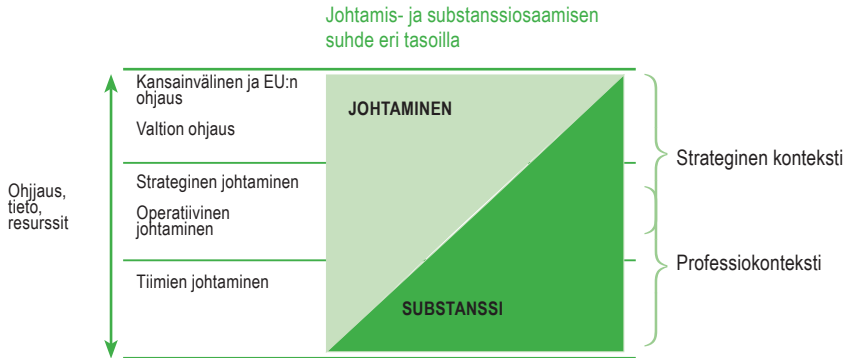 Johtamis- ja substanssiosaamisen
suhde eri tasoilla
Kansainvälinen ja EU:n
ohjaus
Valtion ohjaus
JOHTAMINEN
Strateginen konteksti
Strateginen johtaminen
Ohjjaus,
tieto,
resurssit
Operatiivinen
johtaminen
Professiokonteksti
Tiimien johtaminen
SUBSTANSSI